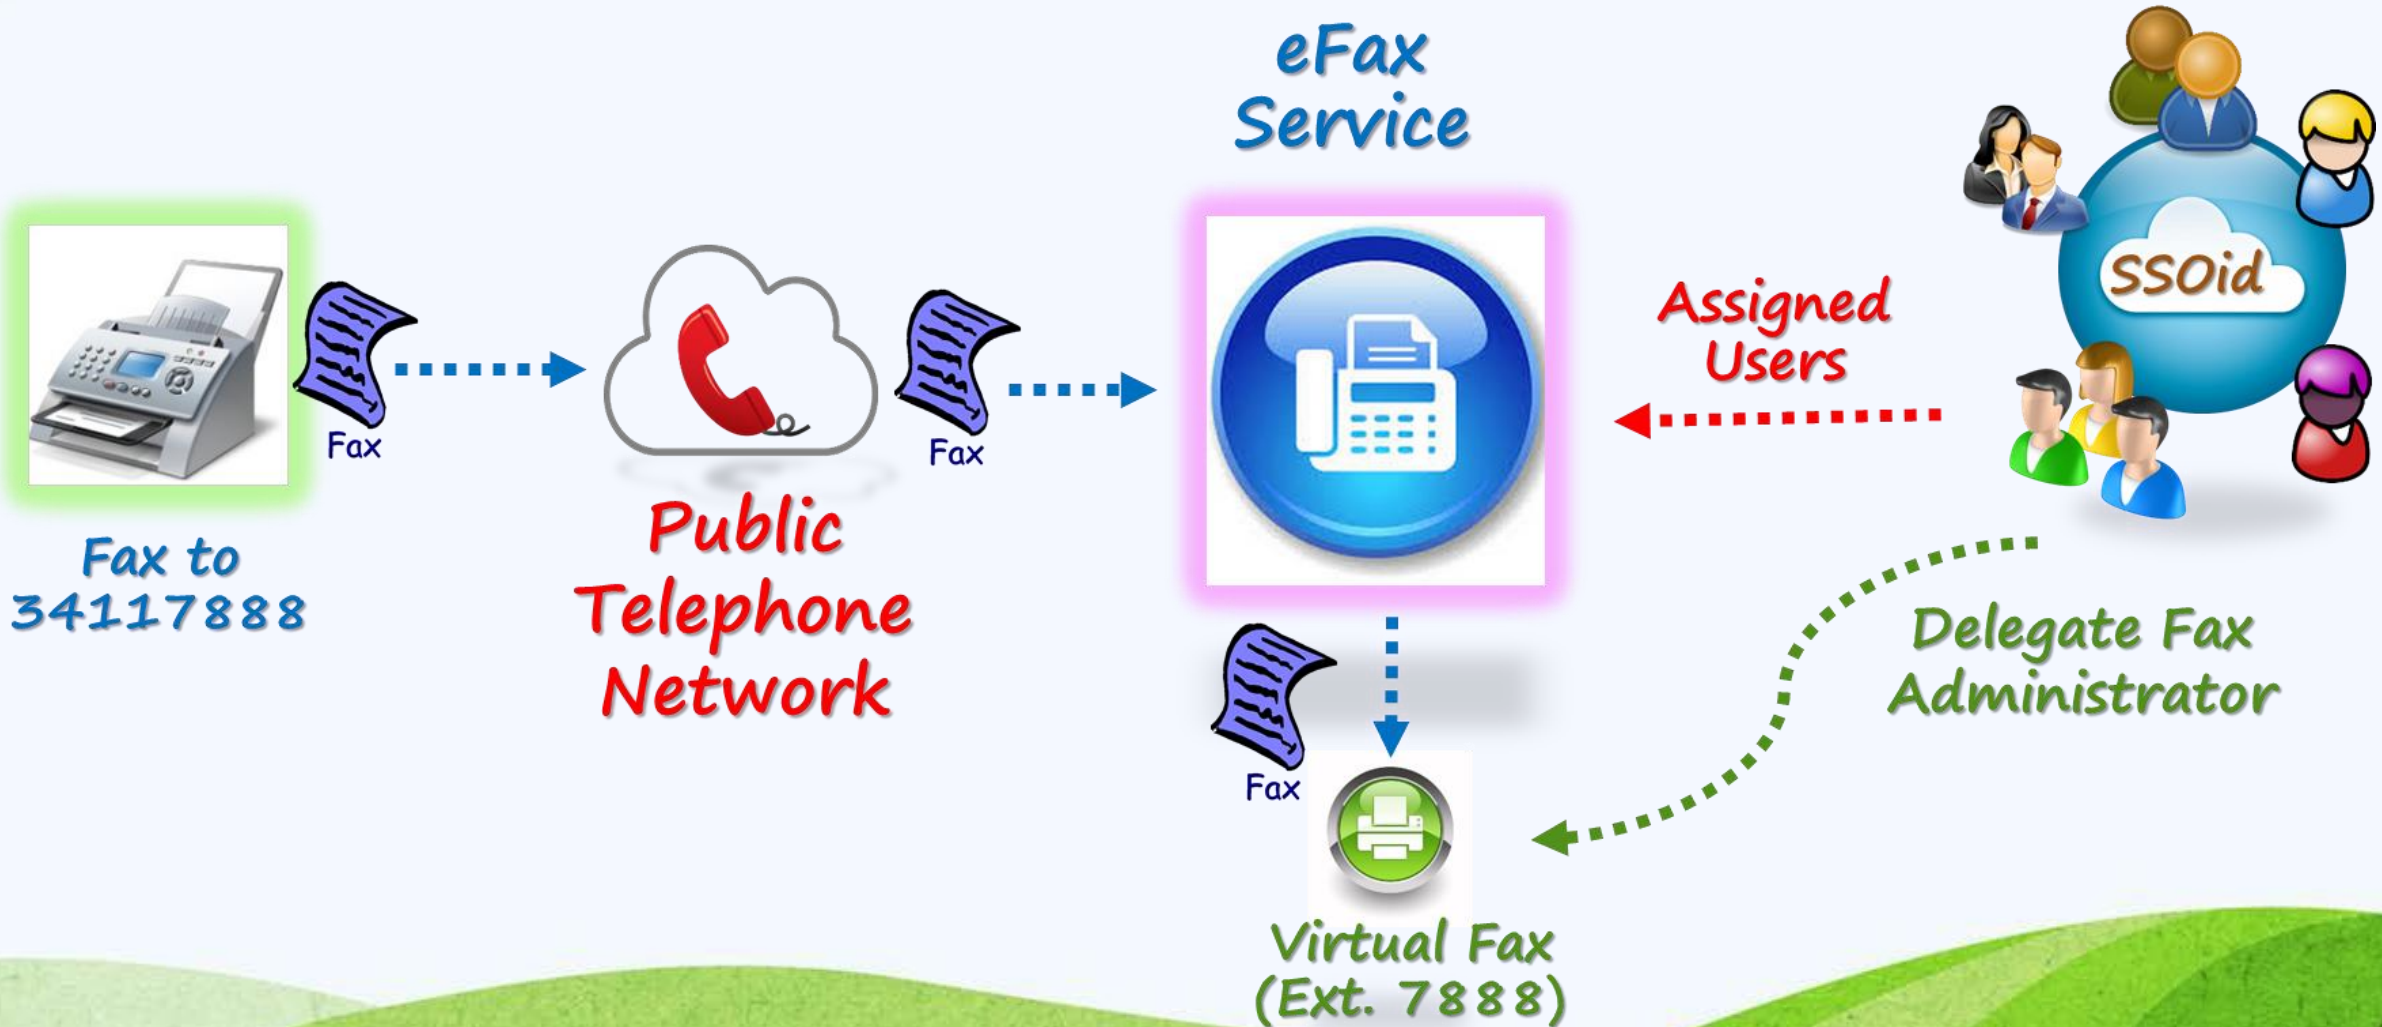 eFax
Service
SSOid
Assigned
Users
Fax
Fax
Fax to
34117888
Public
Telephone
Network
Delegate Fax
Administrator
Fax
Virtual Fax
(Ext. 7888)